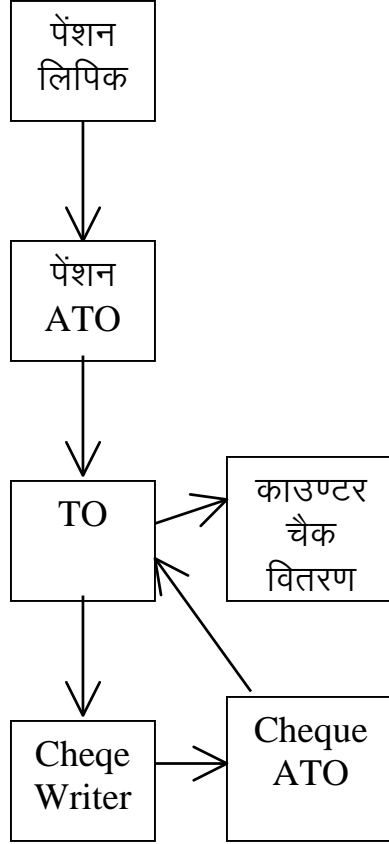 पेंशन
लिपिक
पेंशन
ATO
TO
काउण्टर
चैक
वितरण
Cheqe
Writer
Cheque
ATO